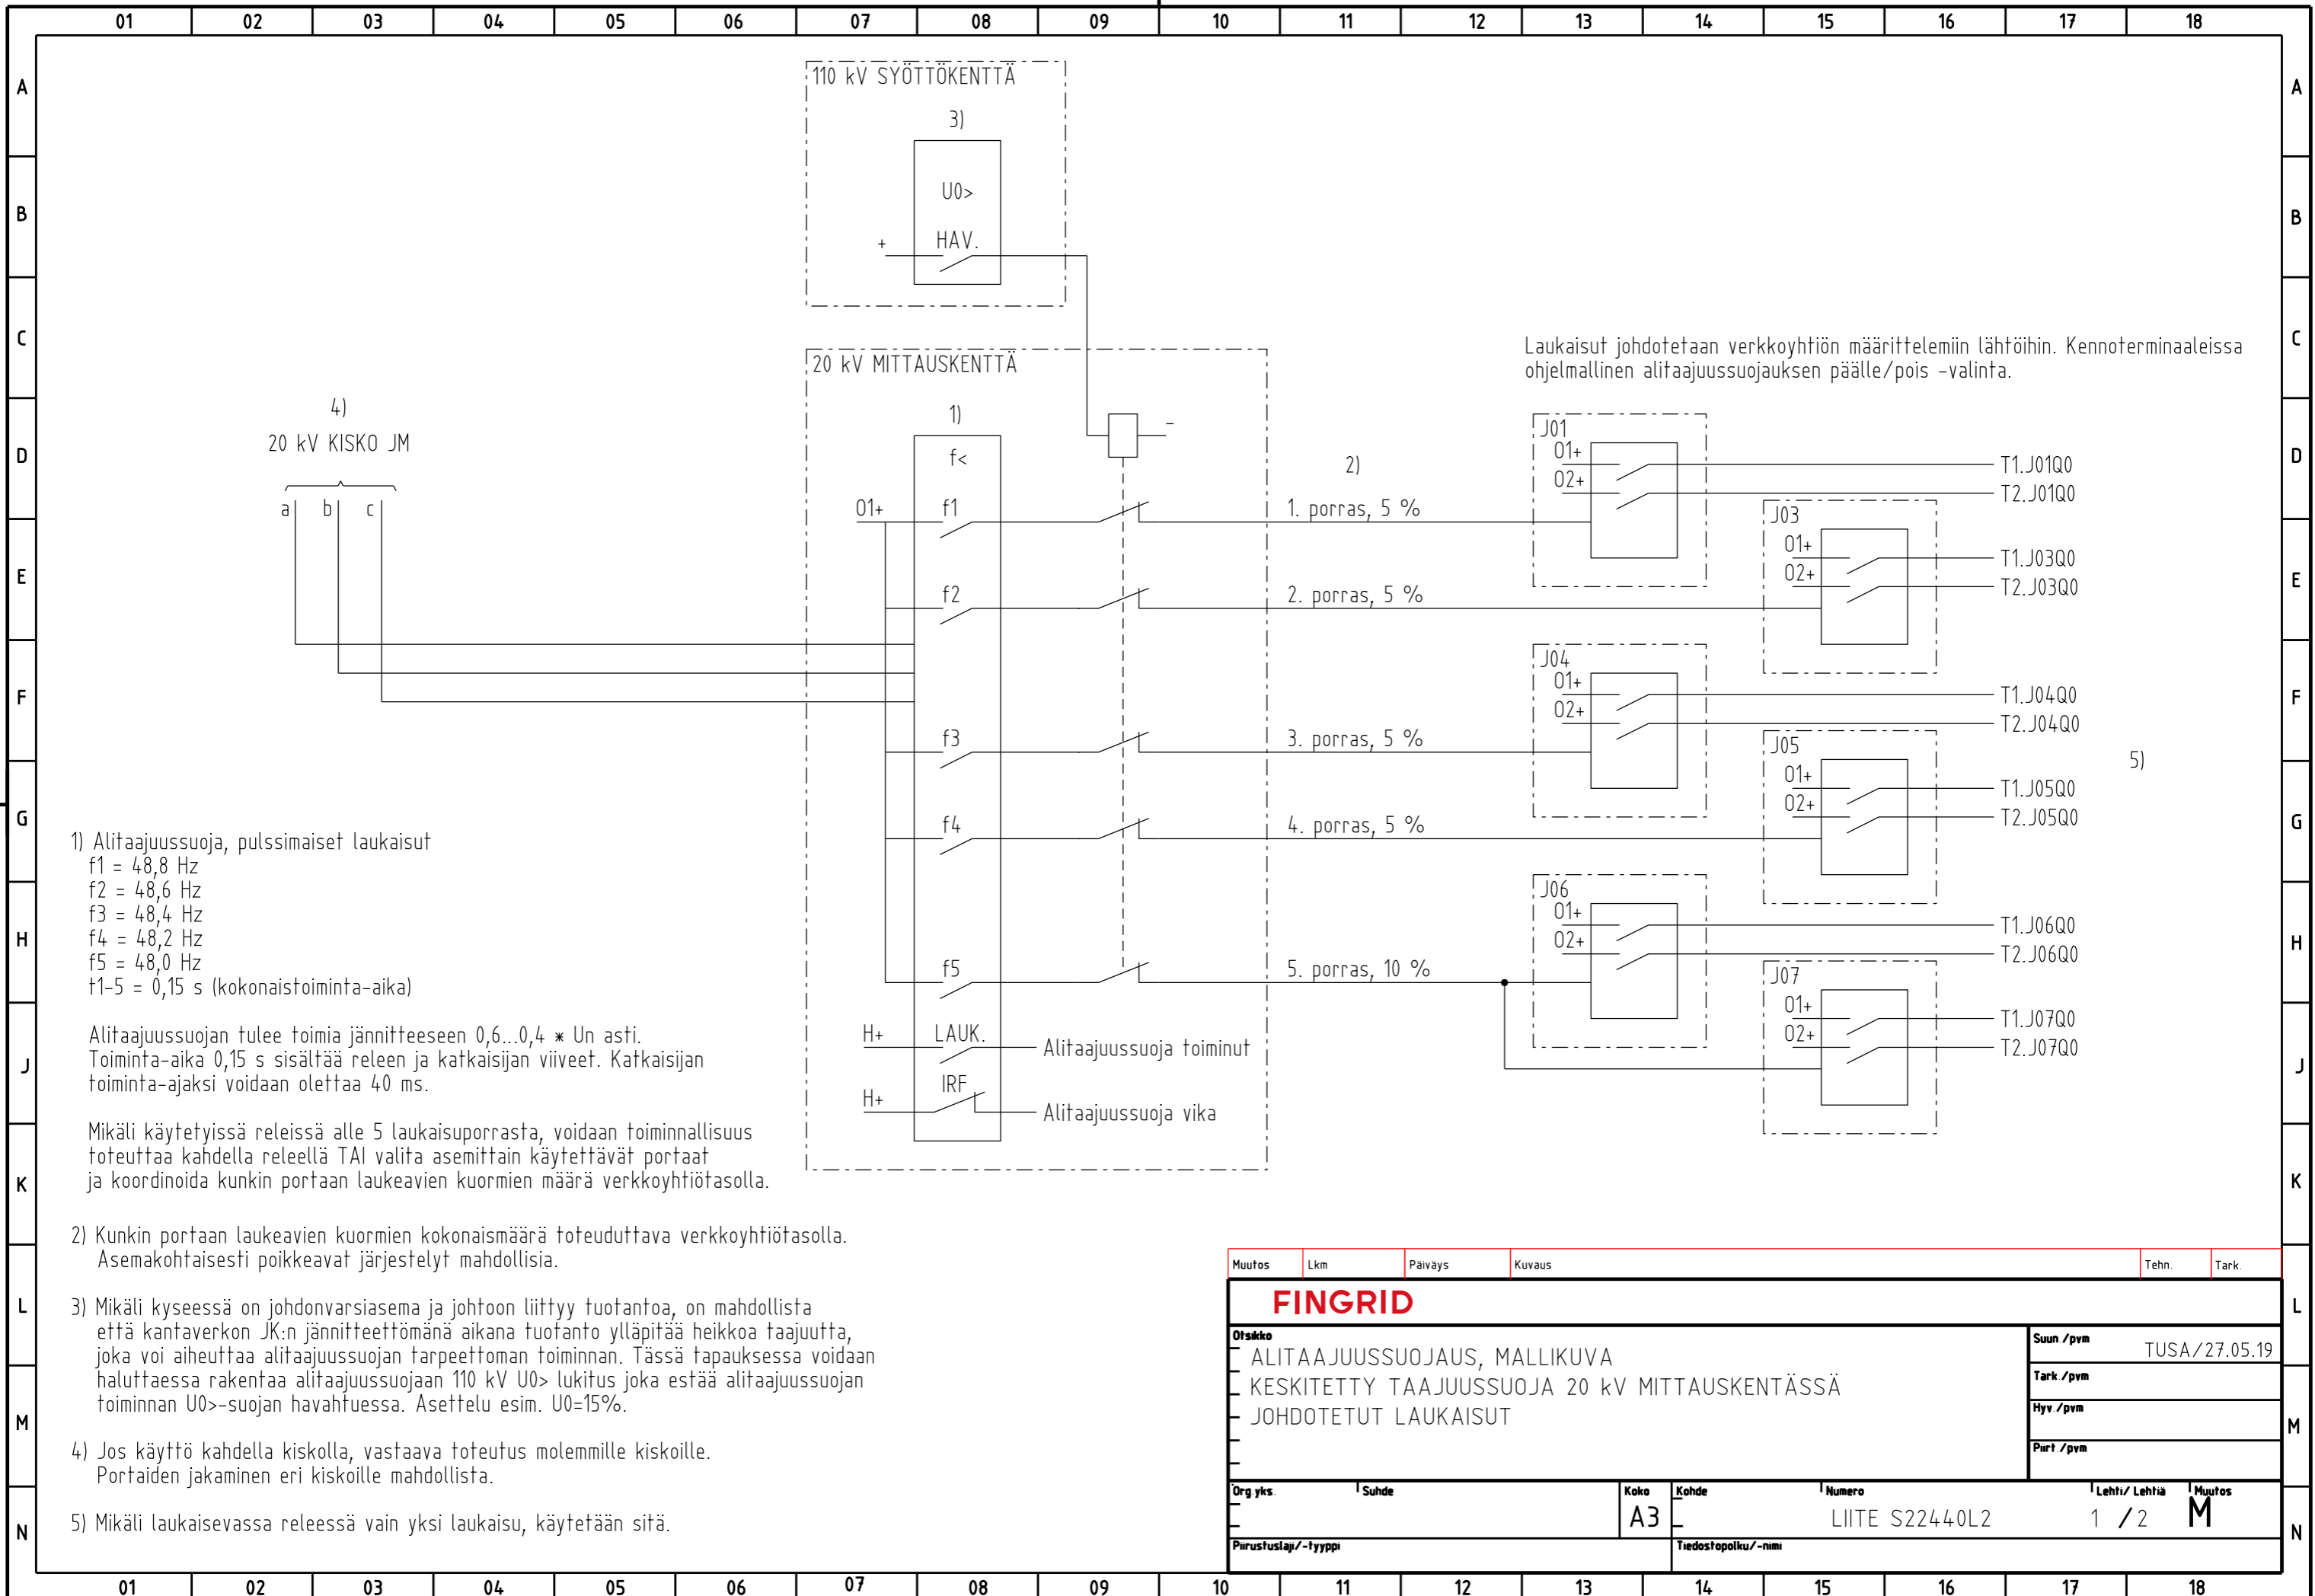 01 02 03 04 05 06 07 08 09 10 11 12 13 14 15 16 17 18
A A
B B
C C
D D
E E
F F
G G
H H
J J
K K
L L
M M
N N
110 kV SYÖTTÖKENTTÄ
3)
U0>
+ HAV.
20 kV MITTAUSKENTTÄ
1)
f<
-
01+ f1
f2
f3
f4
f5
H+ LAUK. Alitaajuussuoja toiminut
IRF
H+ Alitaajuussuoja vika
4)
20 kV KISKO JM
a b c
2)
1. porras, 5 %
2. porras, 5 %
3. porras, 5 %
4. porras, 5 %
5. porras, 10 %
Laukaisut johdotetaan verkkoyhtiön määrittelemiin lähtöihin. Kennoterminaaleissa
ohjelmallinen alitaajuussuojauksen päälle/pois -valinta.
J01
01+ T1.J01Q0
02+ T2.J01Q0
J03
01+ T1.J03Q0
02+ T2.J03Q0
J04
01+ T1.J04Q0
02+ T2.J04Q0
J05
01+ T1.J05Q0
02+ T2.J05Q0
5)
J06
01+ T1.J06Q0
02+ T2.J06Q0
J07
01+ T1.J07Q0
02+ T2.J07Q0
1) Alitaajuussuoja, pulssimaiset laukaisut
f1 = 48,8 Hz
f2 = 48,6 Hz
f3 = 48,4 Hz
f4 = 48,2 Hz
f5 = 48,0 Hz
t1-5 = 0,15 s (kokonaistoiminta-aika)
Alitaajuussuojan tulee toimia jännitteeseen 0,6...0,4 * Un asti.
Toiminta-aika 0,15 s sisältää releen ja katkaisijan viiveet. Katkaisijan
toiminta-ajaksi voidaan olettaa 40 ms.
Mikäli käytetyissä releissä alle 5 laukaisuporrasta, voidaan toiminnallisuus
toteuttaa kahdella releellä TAI valita asemittain käytettävät portaat
ja koordinoida kunkin portaan laukeavien kuormien määrä verkkoyhtiötasolla.
2) Kunkin portaan laukeavien kuormien kokonaismäärä toteuduttava verkkoyhtiötasolla.
Asemakohtaisesti poikkeavat järjestelyt mahdollisia.
3) Mikäli kyseessä on johdonvarsiasema ja johtoon liittyy tuotantoa, on mahdollista
että kantaverkon JK:n jännitteettömänä aikana tuotanto ylläpitää heikkoa taajuutta,
joka voi aiheuttaa alitaajuussuojan tarpeettoman toiminnan. Tässä tapauksessa voidaan
haluttaessa rakentaa alitaajuussuojaan 110 kV U0> lukitus joka estää alitaajuussuojan
toiminnan U0>-suojan havahtuessa. Asettelu esim. U0=15%.
4) Jos käyttö kahdella kiskolla, vastaava toteutus molemmille kiskoille.
Portaiden jakaminen eri kiskoille mahdollista.
5) Mikäli laukaisevassa releessä vain yksi laukaisu, käytetään sitä.
Muutos Lkm Päiväys Kuvaus Tehn. Tark.
FINGRID
Otsikko
ALITAAJUUSSUOJAUS, MALLIKUVA
KESKITETTY TAAJUUSSUOJA 20 kV MITTAUSKENTÄSSÄ
JOHDOTETUT LAUKAISUT
Suun./pvm TUSA/27.05.19
Tark./pvm
Hyv./pvm
Piirt./pvm
Org.yks. Suhde Koko Kohde Numero Lehti/ Lehtiä Muutos
A3 LIITE S22440L2 1 / 2 M
Piirustuslaji/-tyyppi Tiedostopolku/-nimi
01 02 03 04 05 06 07 08 09 10 11 12 13 14 15 16 17 18